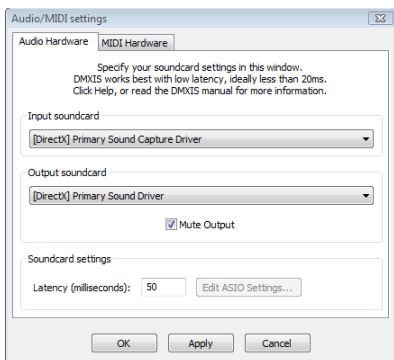 Audio/MIDI settings
Audio Hardware
MIDI Hardware
Specify your soundcard settings in this window.
DMXIS works best with low latency, ideally less than 20ms.
Click Help, or read the DMXIS manual for more information.
Input soundcard
[DirectX] Primary Sound Capture Driver
Output soundcard
[DirectX] Primary Sound Driver
Mute Output
Soundcard settings
Latency (milliseconds): 50 Edit ASIO Settings...
OK Apply Cancel